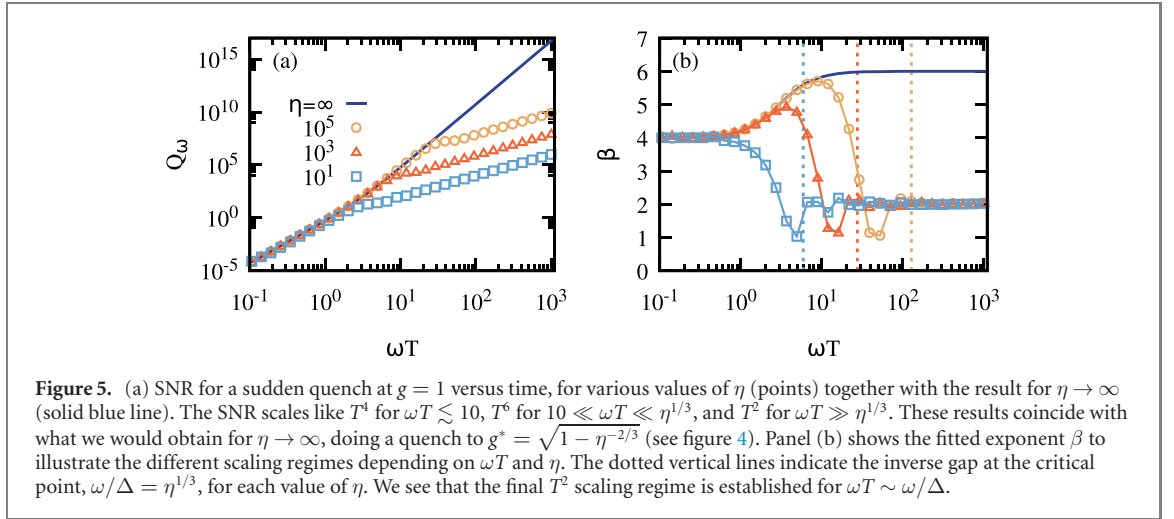 10^15
10^10
10^5
10^0
10^-5
Q_ω
(a)
η=∞
10^5
10^3
10^1
10^-1 10^0 10^1 10^2 10^3
ωT
7
6
5
4
3
2
1
β
(b)
10^-1 10^0 10^1 10^2 10^3
ωT
Figure 5. (a) SNR for a sudden quench at g = 1 versus time, for various values of η (points) together with the result for η → ∞
(solid blue line). The SNR scales like T^4 for ωT ≲ 10, T^6 for 10 ≪ ωT ≪ η^1/3, and T^2 for ωT ≫ η^1/3. These results coincide with
what we would obtain for η → ∞, doing a quench to g* = √(1 − η^−2/3) (see figure 4). Panel (b) shows the fitted exponent β to
illustrate the different scaling regimes depending on ωT and η. The dotted vertical lines indicate the inverse gap at the critical
point, ω/Δ = η^1/3, for each value of η. We see that the final T^2 scaling regime is established for ωT ∼ ω/Δ.